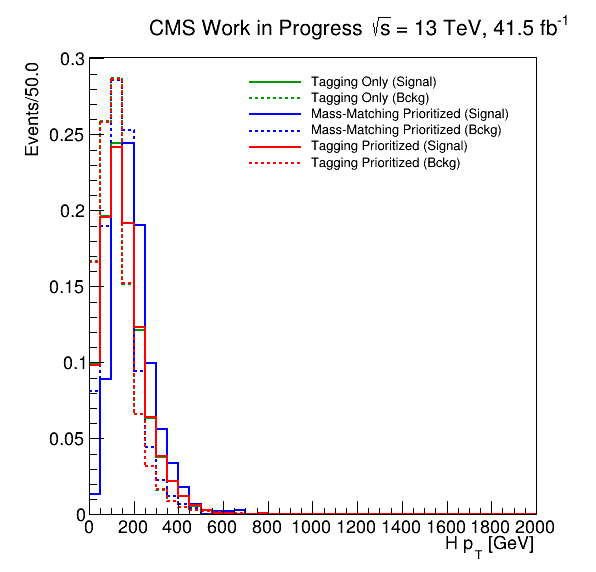 CMS Work in Progress √s = 13 TeV, 41.5 fb⁻¹
Events/50.0
0.3
0.25
0.2
0.15
0.1
0.05
0
Tagging Only (Signal)
Tagging Only (Bckg)
Mass-Matching Prioritized (Signal)
Mass-Matching Prioritized (Bckg)
Tagging Prioritized (Signal)
Tagging Prioritized (Bckg)
0 200 400 600 800 1000 1200 1400 1600 1800 2000
H p_T [GeV]